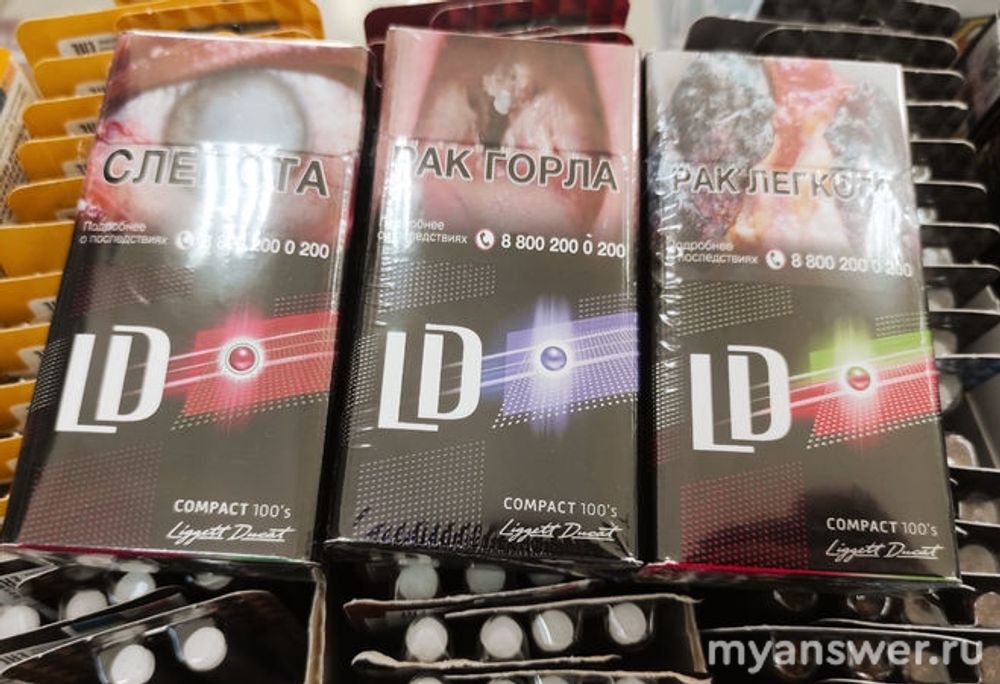 СЛЕПОТА
Подробнее
о последствиях
8 800 200 0 200
LD
COMPACT 100's
Liggett Ducat
РАК ГОРЛА
Подробнее
о последствиях
8 800 200 0 200
LD
COMPACT 100's
Liggett Ducat
РАК ЛЕГКОГО
Подробнее
о последствиях
8 800 200 0 200
LD
COMPACT 100's
Liggett Ducat
myanswer.ru